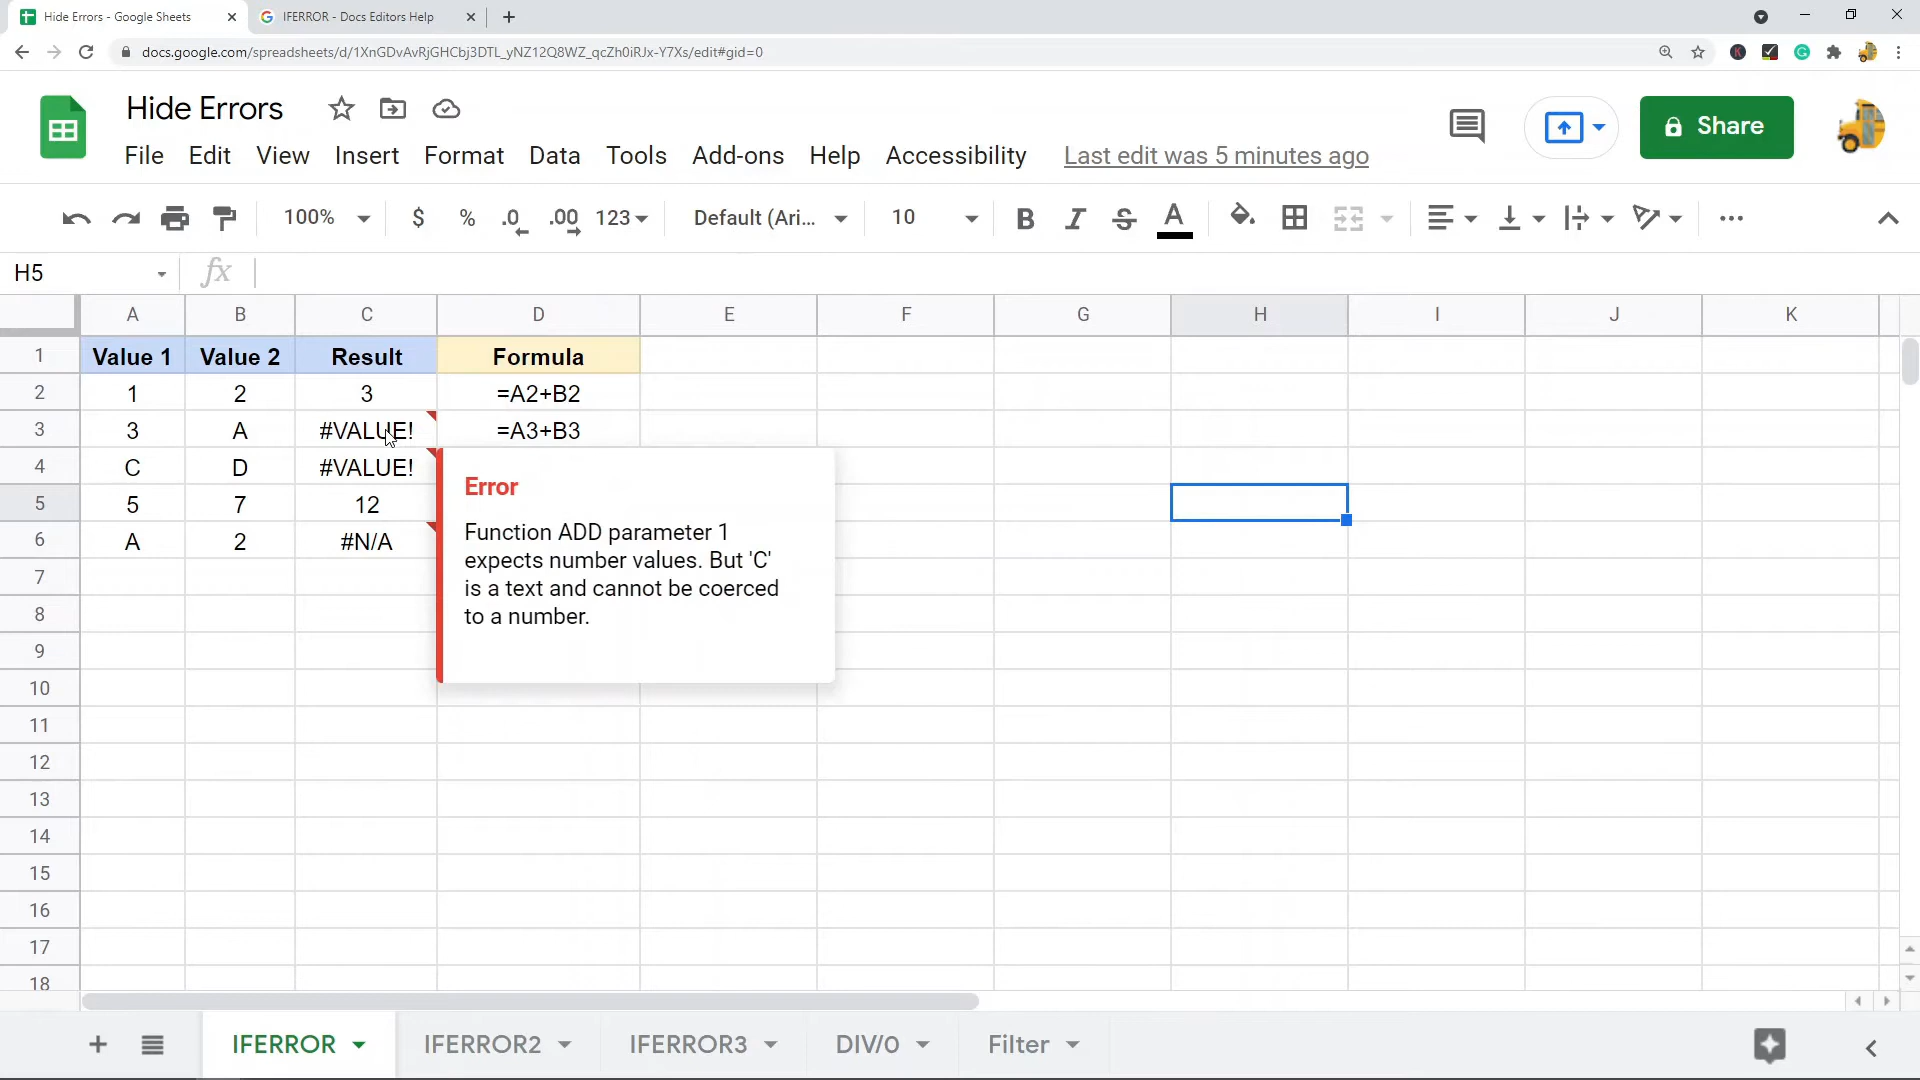 Hide Errors - Google Sheets
IFERROR - Docs Editors Help
docs.google.com/spreadsheets/d/1XnGDvAvRjGHCbj3DTL_yNZ12Q8WZ_qcZh0iRJx-Y7Xs/edit#gid=0
Hide Errors
File Edit View Insert Format Data Tools Add-ons Help Accessibility Last edit was 5 minutes ago
Share
100% $ % .0 .00 123 Default (Ari... 10 B I S A
H5 fx
A B C D E F G H I J K
1 Value 1 Value 2 Result Formula
2 1 2 3 =A2+B2
3 3 A #VALUE! =A3+B3
4 C D #VALUE!
5 5 7 12
6 A 2 #N/A
Error
Function ADD parameter 1
expects number values. But 'C'
is a text and cannot be coerced
to a number.
7
8
9
10
11
12
13
14
15
16
17
18
IFERROR IFERROR2 IFERROR3 DIV/0 Filter